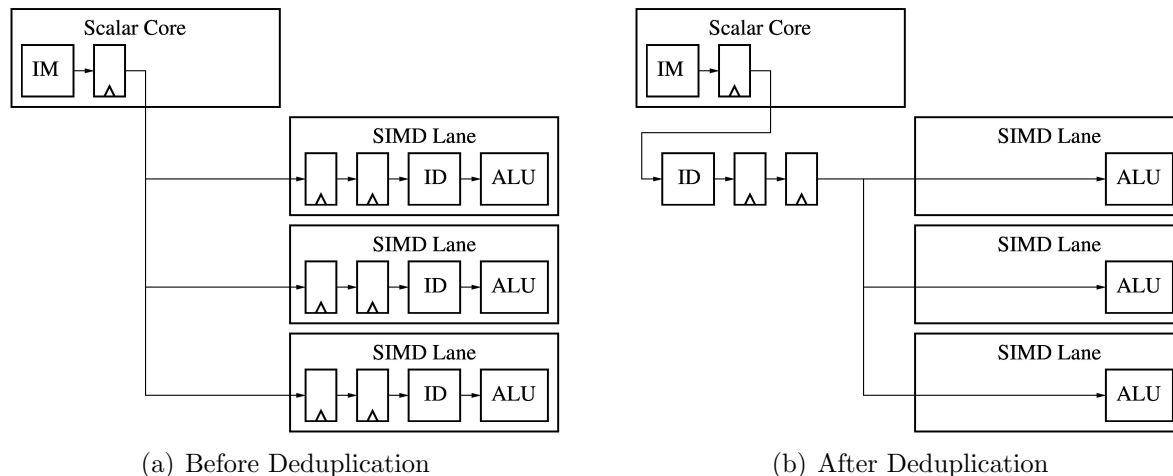 Scalar Core
IM
SIMD Lane
ID
ALU
SIMD Lane
ID
ALU
SIMD Lane
ID
ALU
(a) Before Deduplication
Scalar Core
IM
ID
SIMD Lane
ALU
SIMD Lane
ALU
SIMD Lane
ALU
(b) After Deduplication